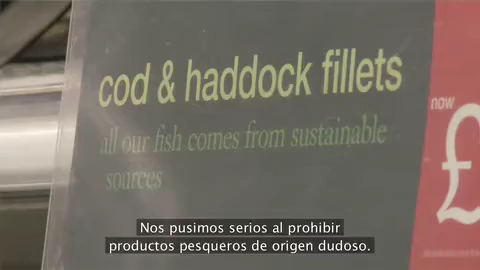 cod & haddock fillets
all our fish comes from sustainable
sources
now
£
Nos pusimos serios al prohibir
productos pesqueros de origen dudoso.